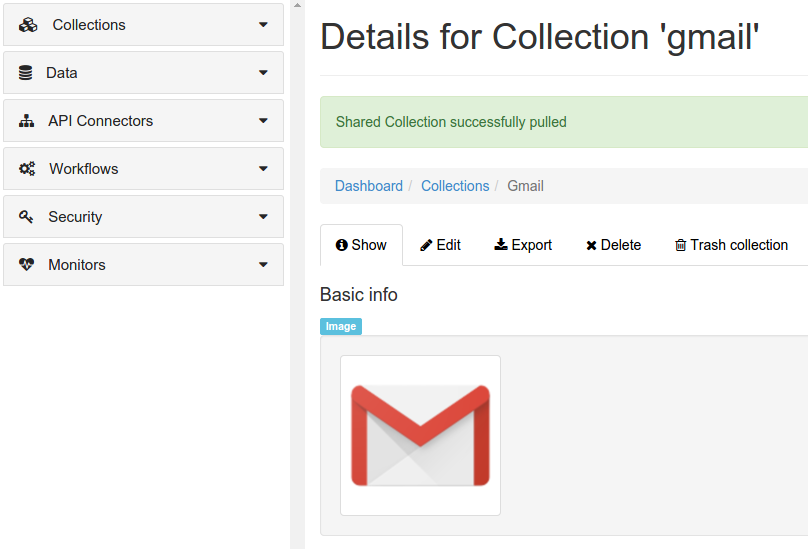 Collections
Data
API Connectors
Workflows
Security
Monitors
Details for Collection 'gmail'
Shared Collection successfully pulled
Dashboard / Collections / Gmail
Show Edit Export Delete Trash collection
Basic info
Image